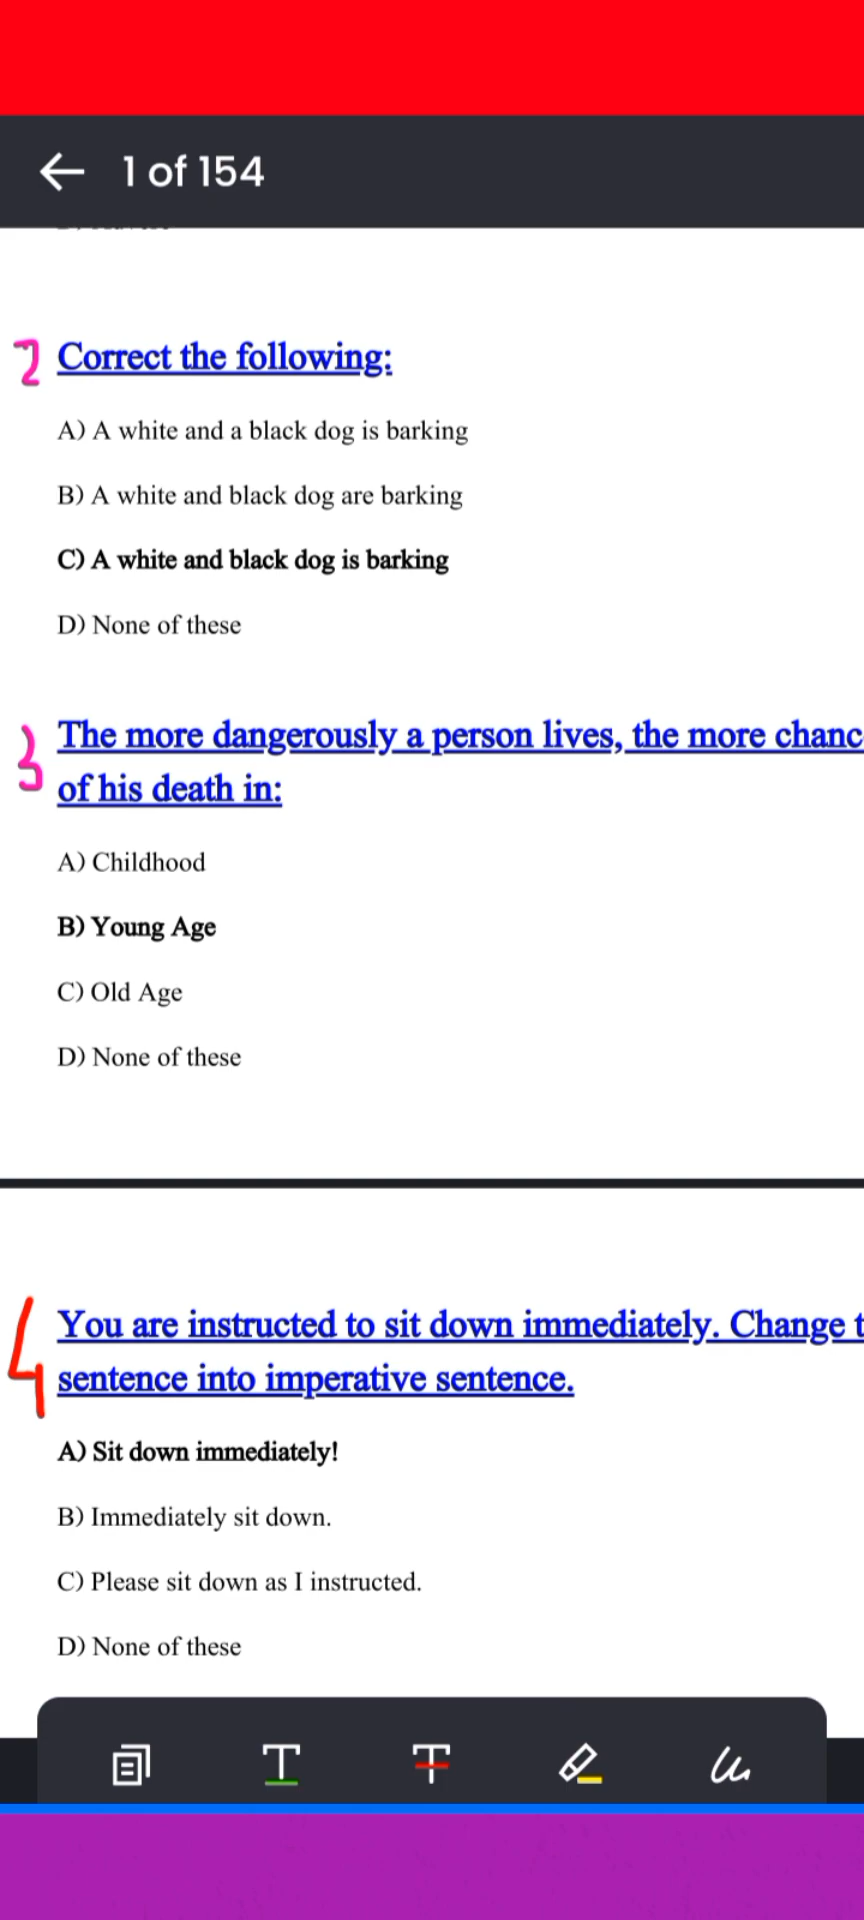 1 of 154
2 Correct the following:
A) A white and a black dog is barking
B) A white and black dog are barking
C) A white and black dog is barking
D) None of these
3 The more dangerously a person lives, the more chanc
of his death in:
A) Childhood
B) Young Age
C) Old Age
D) None of these
4 You are instructed to sit down immediately. Change t
sentence into imperative sentence.
A) Sit down immediately!
B) Immediately sit down.
C) Please sit down as I instructed.
D) None of these